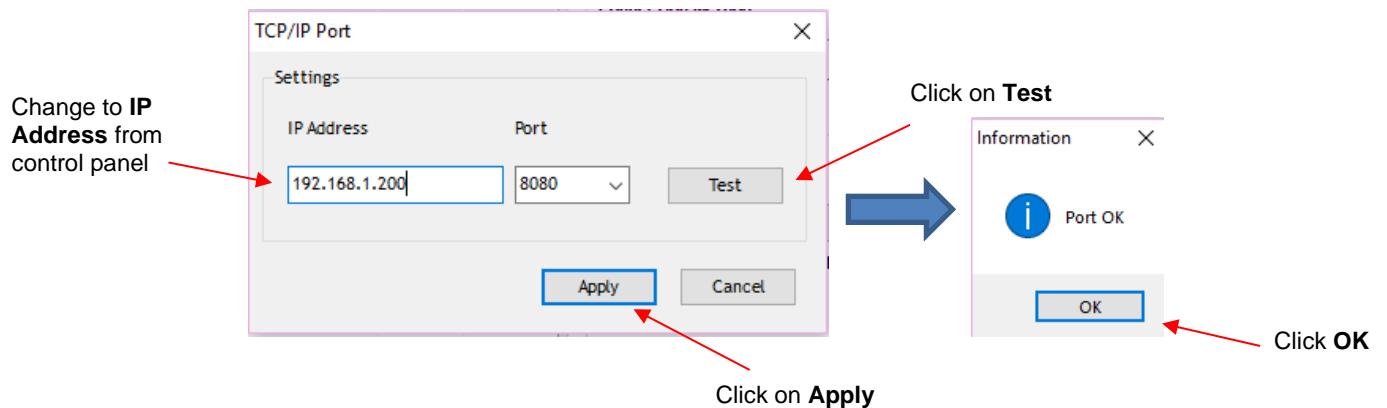 TCP/IP Port
Settings
Change to IP
Address from
control panel
IP Address
Port
192.168.1.200
8080
Test
Apply
Cancel
Click on Test
Information
Port OK
OK
Click OK
Click on Apply